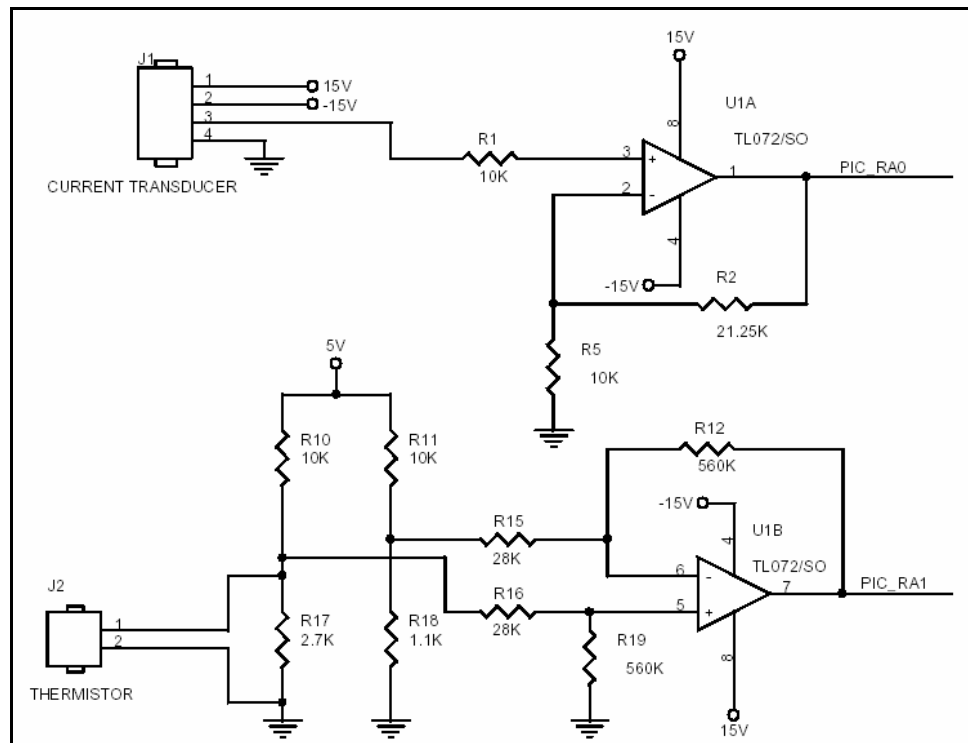 J1
1
2
3
4
15V
-15V
CURRENT TRANSDUCER
R1
10K
15V
8
U1A
TL072/SO
3
+
2
-
1
PIC_RA0
4
-15V
R2
21.25K
R5
10K
5V
R10
10K
R11
10K
R12
560K
-15V
4
U1B
TL072/SO
R15
28K
6
-
5
+
7
PIC_RA1
R16
28K
J2
1
2
THERMISTOR
R17
2.7K
R18
1.1K
R19
560K
8
15V